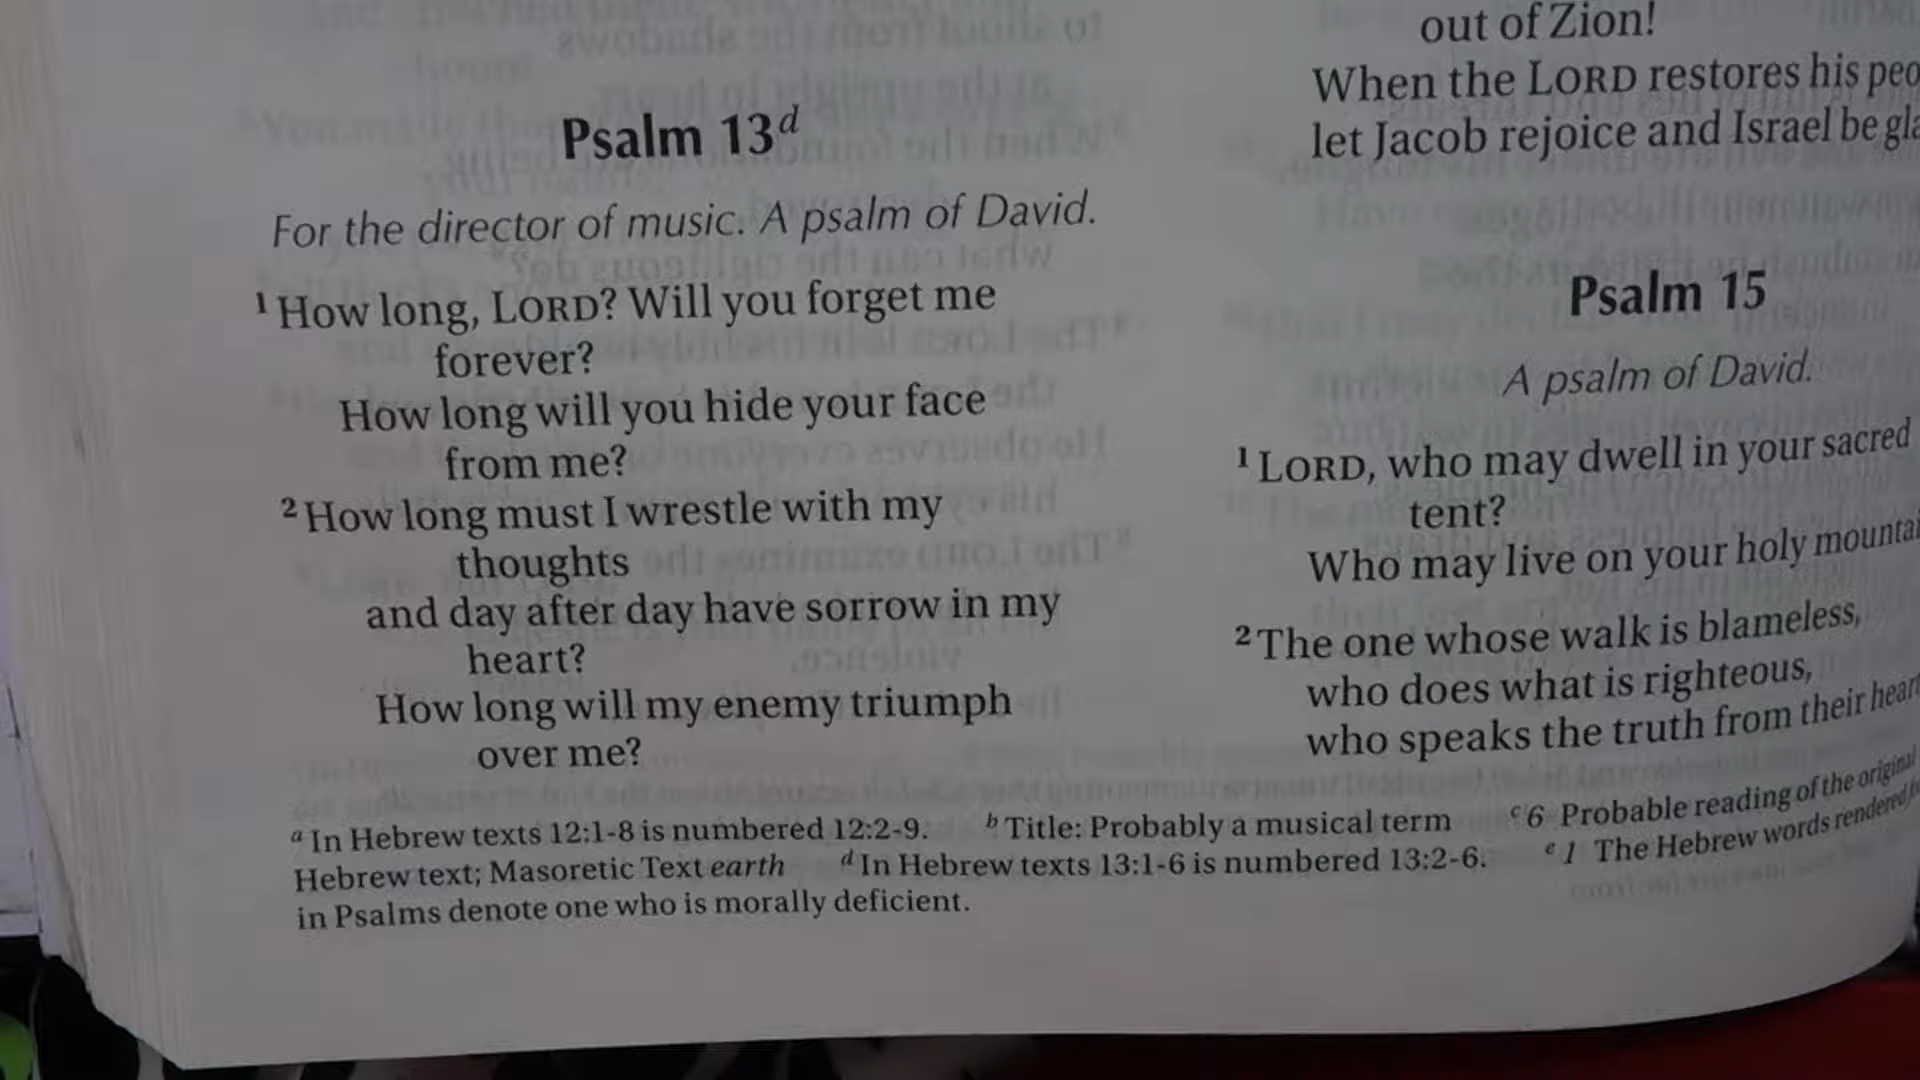 Psalm 13d
For the director of music. A psalm of David.
1 How long, LORD? Will you forget me
forever?
How long will you hide your face
from me?
2 How long must I wrestle with my
thoughts
and day after day have sorrow in my
heart?
How long will my enemy triumph
over me?
out of Zion!
When the LORD restores his
let Jacob rejoice and Israel be
Psalm 15
A psalm of David.
1 LORD, who may dwell in your sacred
tent?
Who may live on your holy
2 The one whose walk is blameless,
who does what is righteous,
who speaks the truth from their
a In Hebrew texts 12:1-8 is numbered 12:2-9. b Title: Probably a musical term c 6 Probable reading of the original
Hebrew text; Masoretic Text earth d In Hebrew texts 13:1-6 is numbered 13:2-6. e 1 The Hebrew words rendered
in Psalms denote one who is morally deficient.